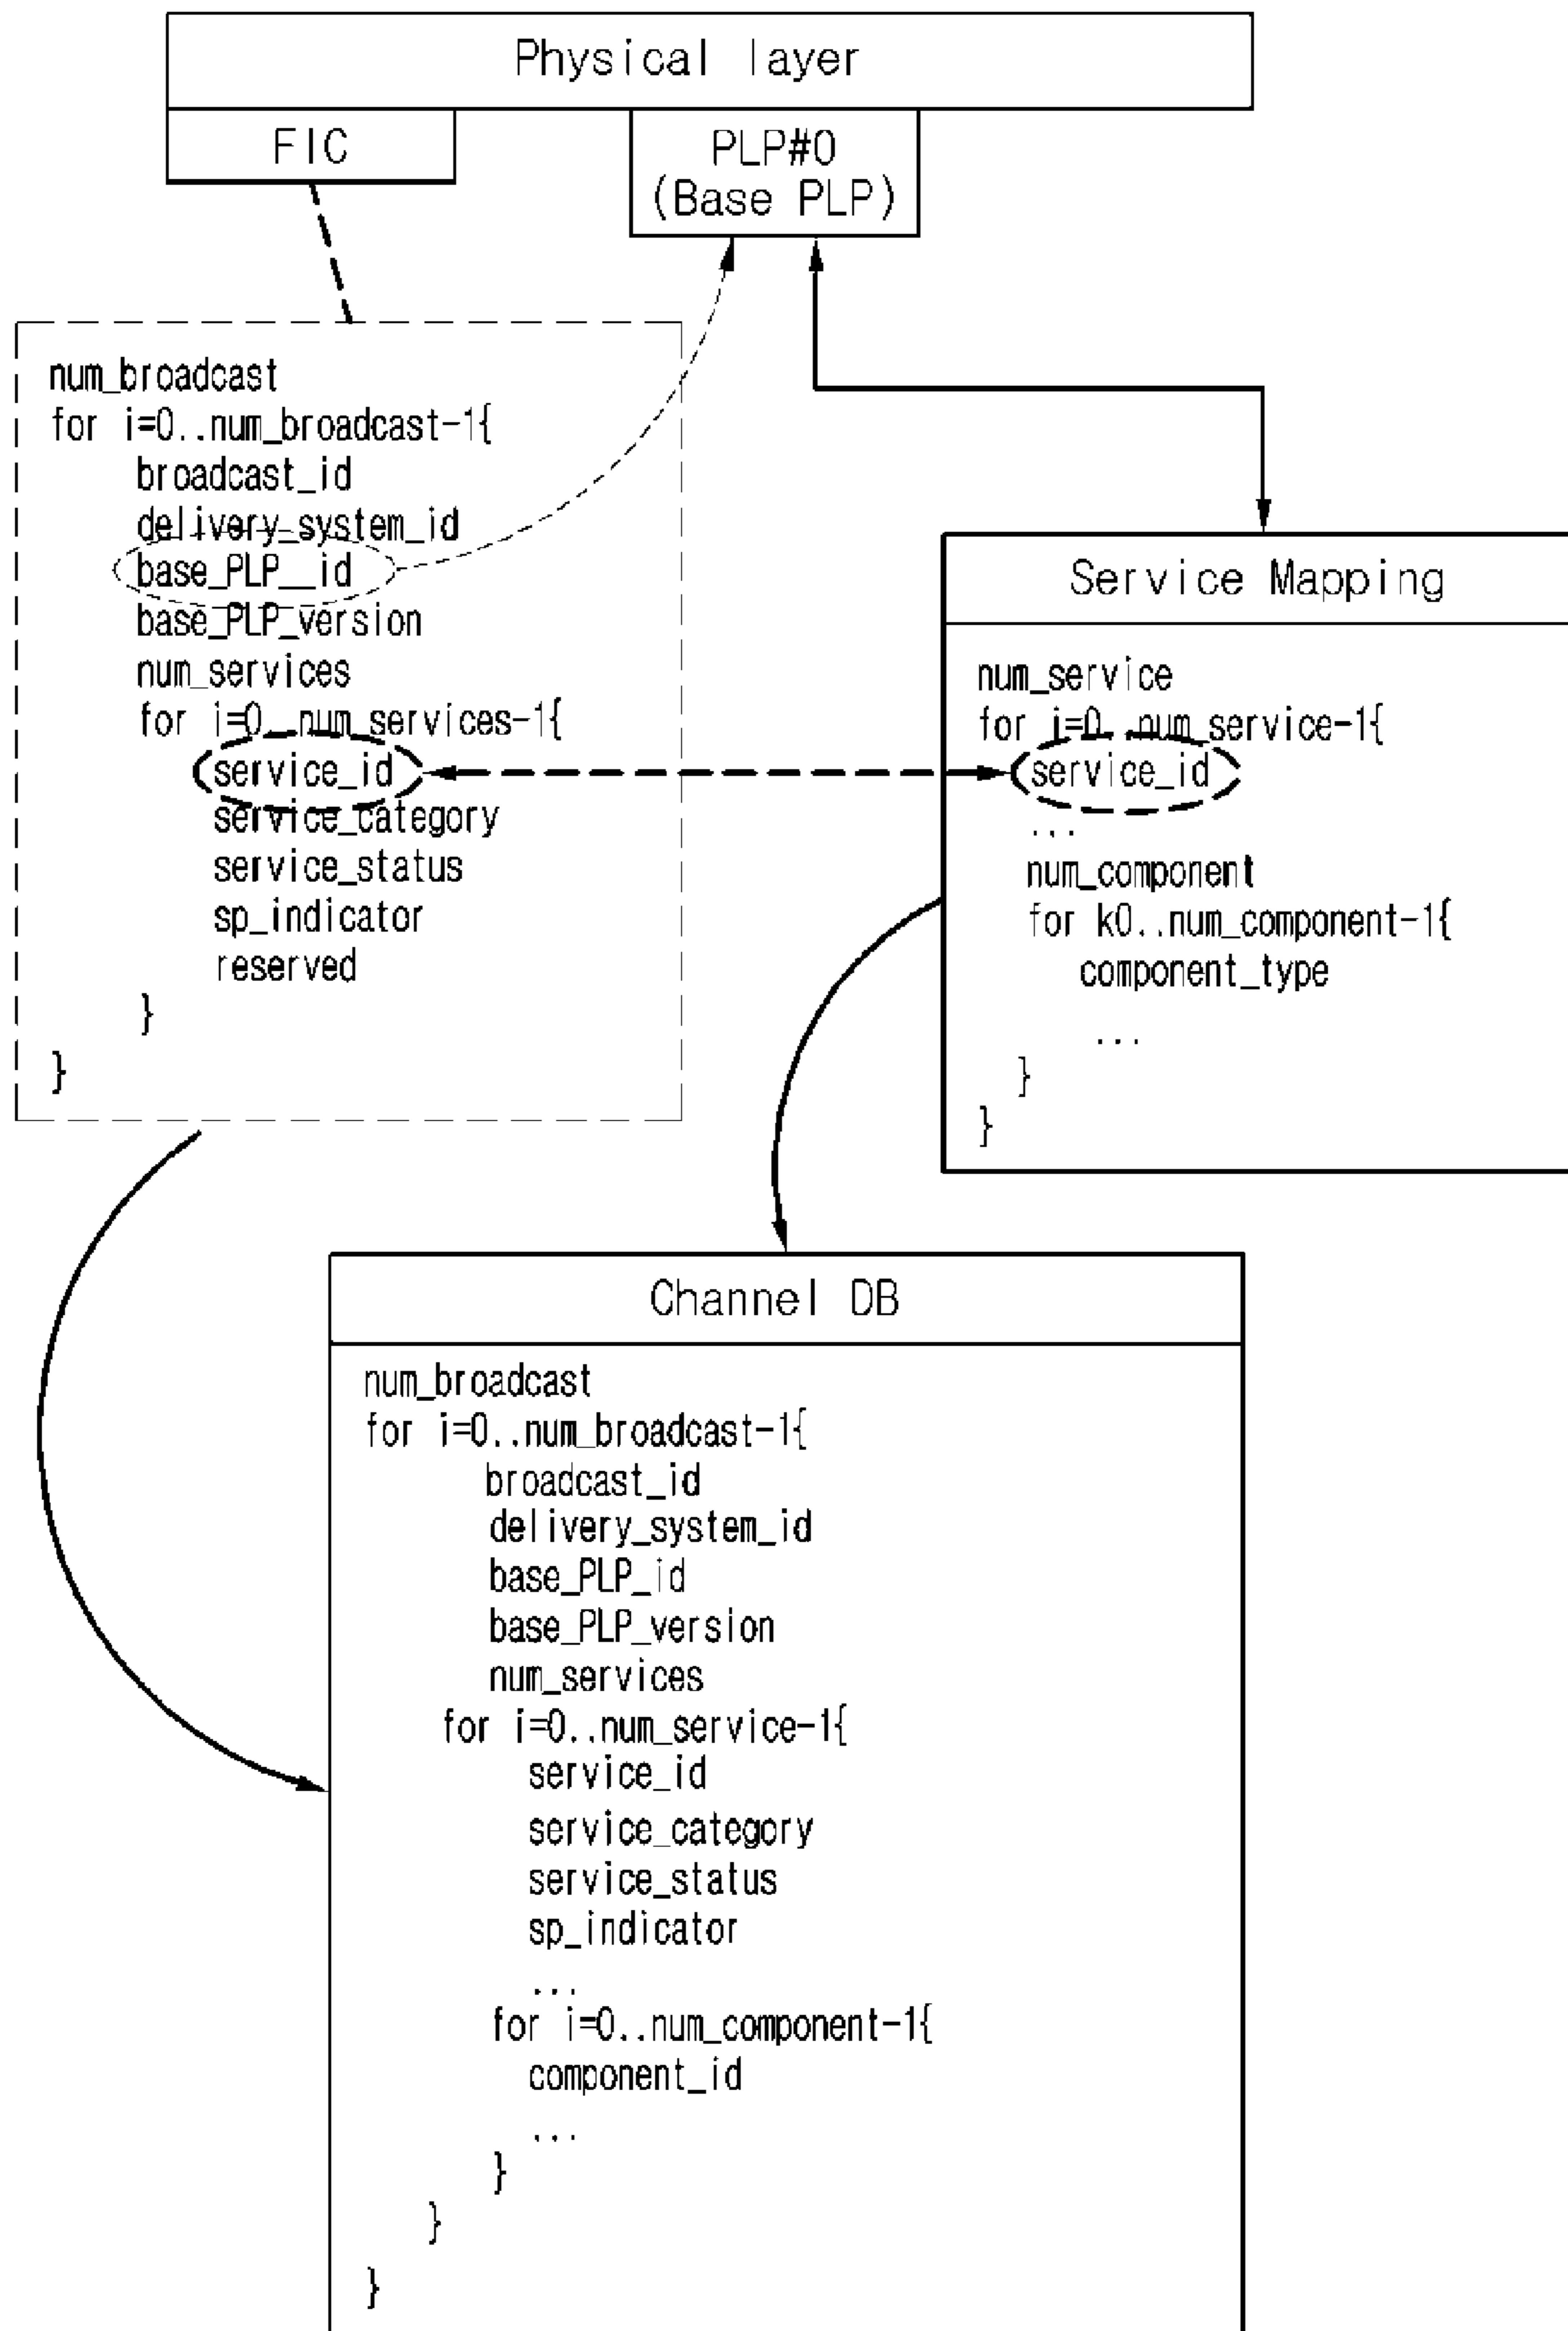 Physical layer
FIC
PLP#0
(Base PLP)
num_broadcast
for i=0..num_broadcast-1{
broadcast_id
delivery_system_id
base_PLP__id
base_PLP_version
num_services
for i=0..num_services-1{
service_id
service_category
service_status
sp_indicator
reserved
}
}
Service Mapping
num_service
for i=0..num_service-1{
service_id
...
num_component
for k0..num_component-1{
component_type
...
}
}
Channel DB
num_broadcast
for i=0..num_broadcast-1{
broadcast_id
delivery_system_id
base_PLP_id
base_PLP_version
num_services
for i=0..num_service-1{
service_id
service_category
service_status
sp_indicator
...
for i=0..num_component-1{
component_id
...
}
}
}